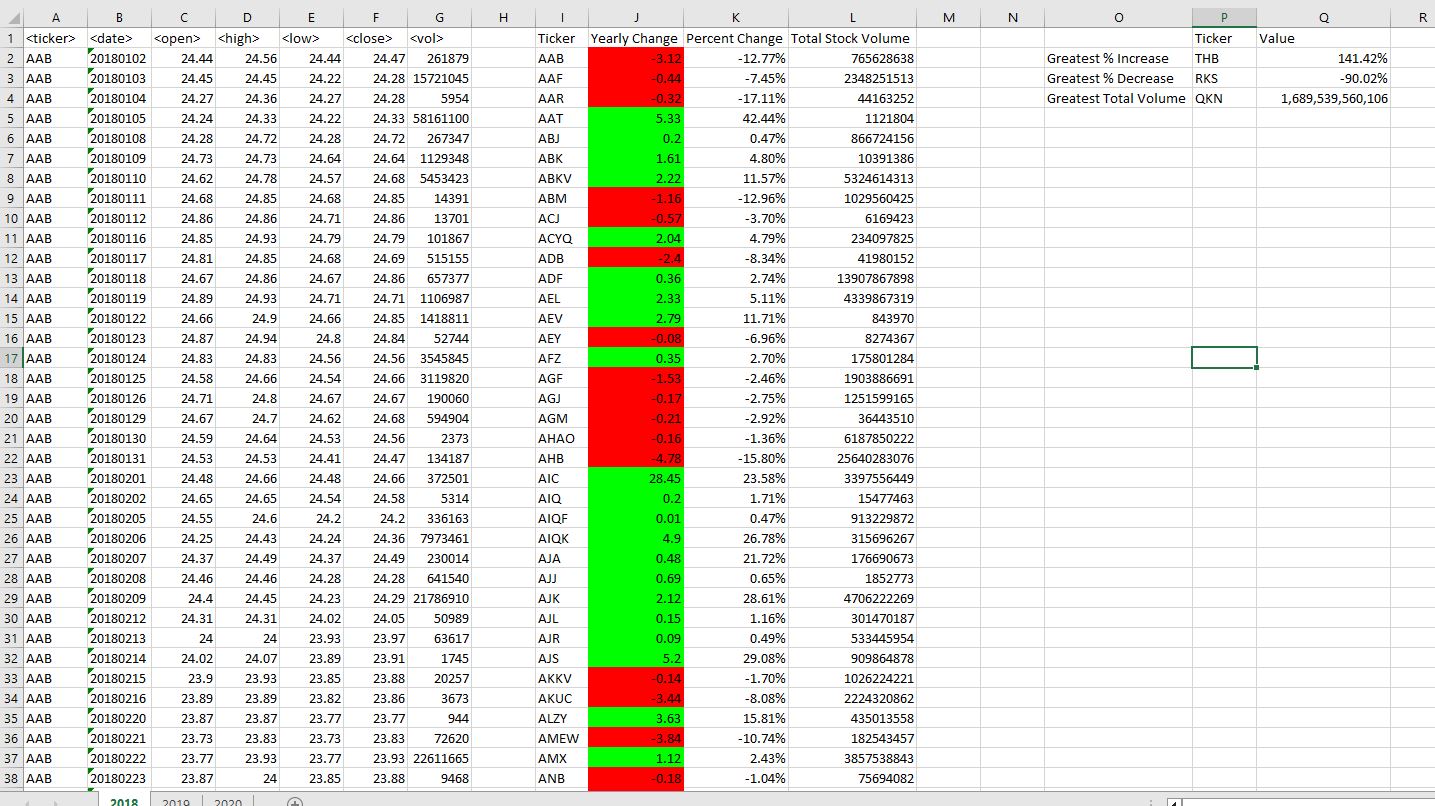 A B C D E F G H I J K L M N O P Q R
1 <ticker> <date> <open> <high> <low> <close> <vol> Ticker Yearly Change Percent Change Total Stock Volume Ticker Value
2 AAB 20180102 24.44 24.56 24.44 24.47 261879 AAB -3.12 -12.77% 765628638 Greatest % Increase THB 141.42%
3 AAB 20180103 24.45 24.45 24.22 24.28 15721045 AAF -0.44 -7.45% 2348251513 Greatest % Decrease RKS -90.02%
4 AAB 20180104 24.27 24.36 24.27 24.28 5954 AAR -0.32 -17.11% 44163252 Greatest Total Volume QKN 1,689,539,560,106
5 AAB 20180105 24.24 24.33 24.22 24.33 58161100 AAT 5.33 42.44% 1121804
6 AAB 20180108 24.28 24.72 24.28 24.72 267347 ABJ 0.2 0.47% 866724156
7 AAB 20180109 24.73 24.73 24.64 24.64 1129348 ABK 1.61 4.80% 10391386
8 AAB 20180110 24.62 24.78 24.57 24.68 5453423 ABKV 2.22 11.57% 5324614313
9 AAB 20180111 24.68 24.85 24.68 24.85 14391 ABM -1.16 -12.96% 1029560425
10 AAB 20180112 24.86 24.86 24.71 24.86 13701 ACJ -0.57 -3.70% 6169423
11 AAB 20180116 24.85 24.93 24.79 24.79 101867 ACYQ 2.04 4.79% 234097825
12 AAB 20180117 24.81 24.85 24.68 24.69 515155 ADB -2.4 -8.34% 41980152
13 AAB 20180118 24.67 24.86 24.67 24.86 657377 ADF 0.36 2.74% 13907867898
14 AAB 20180119 24.89 24.93 24.71 24.71 1106987 AEL 2.33 5.11% 4339867319
15 AAB 20180122 24.66 24.9 24.66 24.85 1418811 AEV 2.79 11.71% 843970
16 AAB 20180123 24.87 24.94 24.8 24.84 52744 AEY -0.08 -6.96% 8274367
17 AAB 20180124 24.83 24.83 24.56 24.56 3545845 AFZ 0.35 2.70% 175801284
18 AAB 20180125 24.58 24.66 24.54 24.66 3119820 AGF -1.53 -2.46% 1903886691
19 AAB 20180126 24.71 24.8 24.67 24.67 190060 AGJ -0.17 -2.75% 1251599165
20 AAB 20180129 24.67 24.7 24.62 24.68 594904 AGM -0.21 -2.92% 36443510
21 AAB 20180130 24.59 24.64 24.53 24.56 2373 AHAO -0.16 -1.36% 6187850222
22 AAB 20180131 24.53 24.53 24.41 24.47 134187 AHB -4.78 -15.80% 25640283076
23 AAB 20180201 24.48 24.66 24.48 24.66 372501 AIC 28.45 23.58% 3397556449
24 AAB 20180202 24.65 24.65 24.54 24.58 5314 AIQ 0.2 1.71% 15477463
25 AAB 20180205 24.55 24.6 24.2 24.2 336163 AIQF 0.01 0.47% 913229872
26 AAB 20180206 24.25 24.43 24.24 24.36 7973461 AIQK 4.9 26.78% 315696267
27 AAB 20180207 24.37 24.49 24.37 24.49 230014 AJA 0.48 21.72% 176690673
28 AAB 20180208 24.46 24.46 24.28 24.28 641540 AJJ 0.69 0.65% 1852773
29 AAB 20180209 24.4 24.45 24.23 24.29 21786910 AJK 2.12 28.61% 4706222269
30 AAB 20180212 24.31 24.31 24.02 24.05 50989 AJL 0.15 1.16% 301470187
31 AAB 20180213 24 24 23.93 23.97 63617 AJR 0.09 0.49% 533445954
32 AAB 20180214 24.02 24.07 23.89 23.91 1745 AJS 5.2 29.08% 909864878
33 AAB 20180215 23.9 23.93 23.85 23.88 20257 AKKV -0.14 -1.70% 1026224221
34 AAB 20180216 23.89 23.89 23.82 23.86 3673 AKUC -3.44 -8.08% 2224320862
35 AAB 20180220 23.87 23.87 23.77 23.77 944 ALZY 3.63 15.81% 435013558
36 AAB 20180221 23.73 23.83 23.73 23.83 72620 AMEW -3.84 -10.74% 182543457
37 AAB 20180222 23.77 23.93 23.77 23.93 22611665 AMX 1.12 2.43% 3857538843
38 AAB 20180223 23.87 24 23.85 23.88 9468 ANB -0.18 -1.04% 75694082
2018 2019 2020